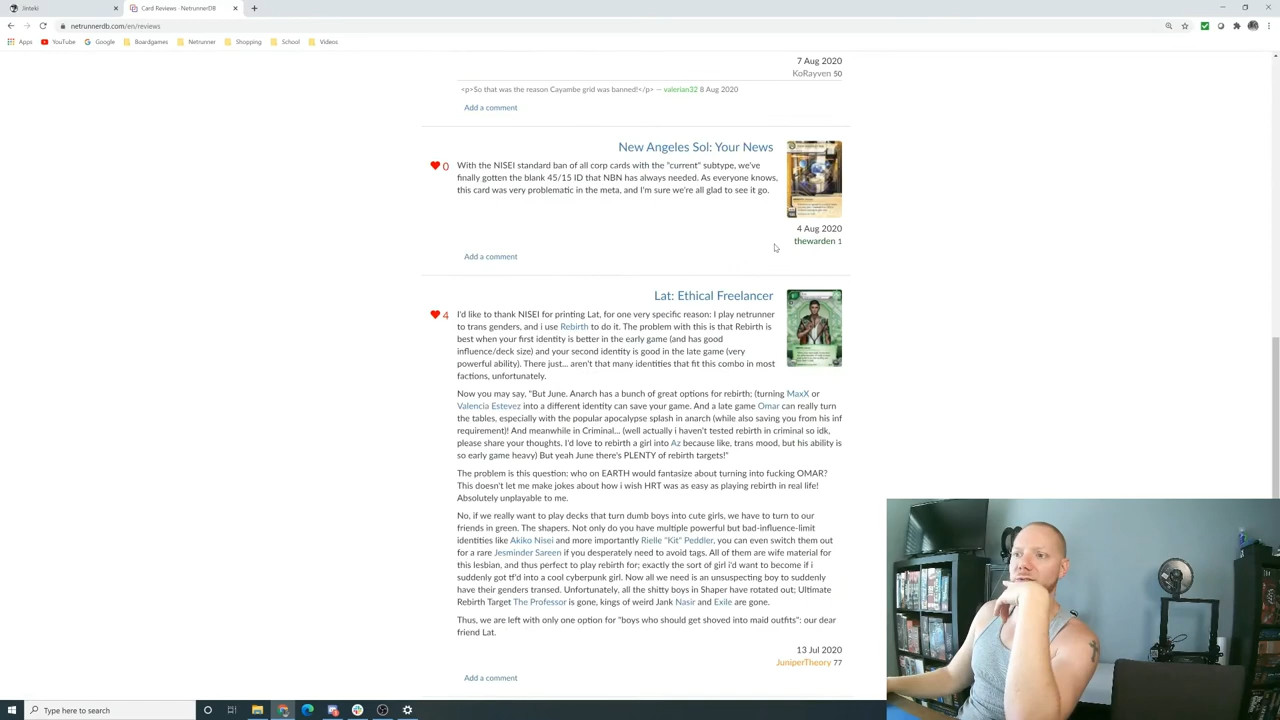 Jinteki
Card Reviews - NetrunnerDB
netrunnerdb.com/en/reviews
Apps YouTube Google Boardgames Netrunner Shopping School Videos
7 Aug 2020
KoRayven 50
<p>So that was the reason Cayambe grid was banned!</p> — valerian32 8 Aug 2020
Add a comment
New Angeles Sol: Your News
0 With the NISEI standard ban of all corp cards with the "current" subtype, we've
finally gotten the blank 45/15 ID that NBN has always needed. As everyone knows,
this card was very problematic in the meta, and I'm sure we're all glad to see it go.
4 Aug 2020
thewarden 1
Add a comment
Lat: Ethical Freelancer
4 I'd like to thank NISEI for printing Lat, for one very specific reason: I play netrunner
to trans genders, and i use Rebirth to do it. The problem with this is that Rebirth is
best when your first identity is better in the early game (and has good
influence/deck size) and your second identity is good in the late game (very
powerful ability). There just... aren't that many identities that fit this combo in most
factions, unfortunately.
Now you may say, "But June. Anarch has a bunch of great options for rebirth; (turning MaxX or
Valencia Estevez into a different identity can save your game. And a late game Omar can really turn
the tables, especially with the popular apocalypse splash in anarch (while also saving you from his inf
requirement)! And meanwhile in Criminal... (well actually i haven't tested rebirth in criminal so idk,
please share your thoughts. I'd love to rebirth a girl into Az because like, trans mood, but his ability is
so early game heavy) But yeah June there's PLENTY of rebirth targets!"
The problem is this question: who on EARTH would fantasize about turning into fucking OMAR?
This doesn't let me make jokes about how i wish HRT was as easy as playing rebirth in real life!
Absolutely unplayable to me.
No, if we really want to play decks that turn dumb boys into cute girls, we have to turn to our
friends in green. The shapers. Not only do you have multiple powerful but bad-influence-limit
identities like Akiko Nisei and more importantly Rielle "Kit" Peddler, you can even switch them out
for a rare Jesminder Sareen if you desperately need to avoid tags. All of them are wife material for
this lesbian, and thus perfect to play rebirth for; exactly the sort of girl i'd want to become if i
suddenly got tf'd into a cool cyberpunk girl. Now all we need is an unsuspecting boy to suddenly
have their genders transed. Unfortunately, all the shitty boys in Shaper have rotated out; Ultimate
Rebirth Target The Professor is gone, kings of weird Jank Nasir and Exile are gone.
Thus, we are left with only one option for "boys who should get shoved into maid outfits": our dear
friend Lat.
13 Jul 2020
JuniperTheory 77
Add a comment
Type here to search